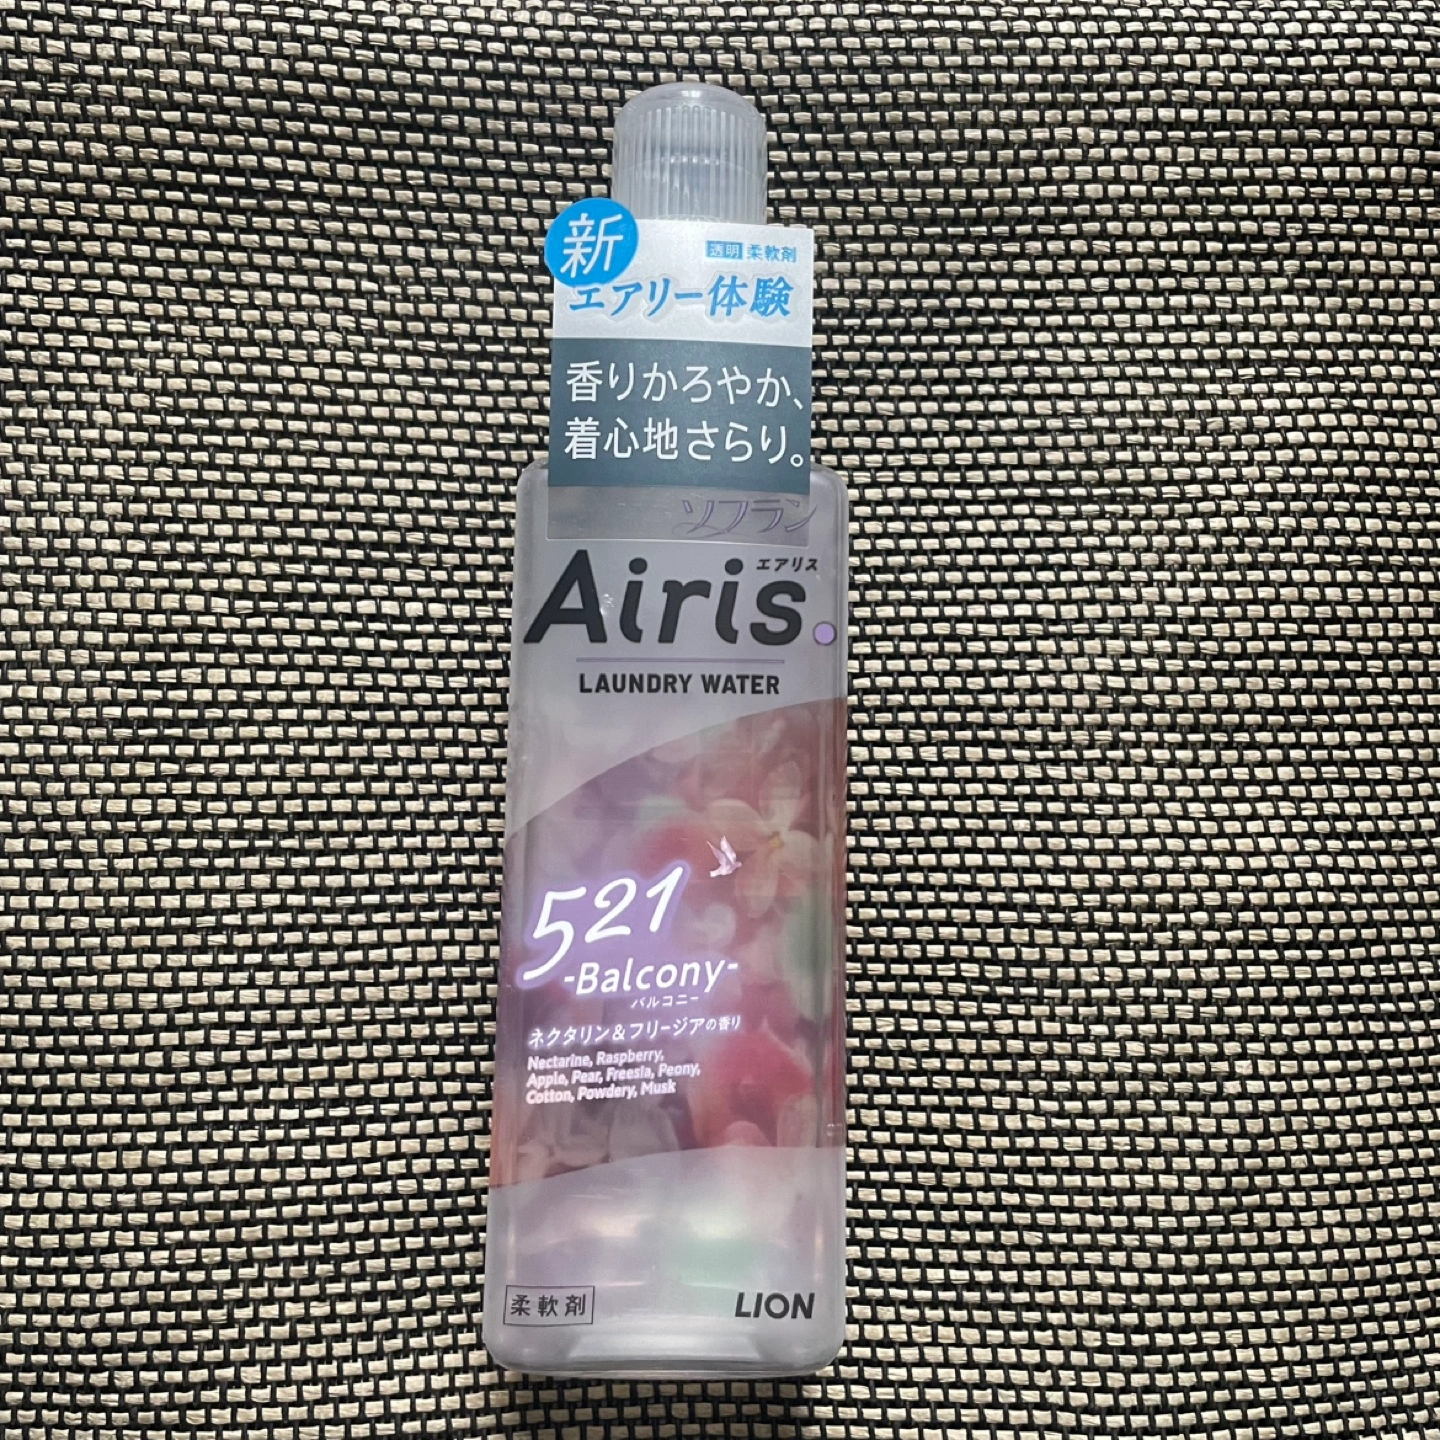 新
透明 柔軟剤
エアリー体験
香りかろやか、
着心地さらり。
ソフラン
エアリス
Airis.
LAUNDRY WATER
521
-Balcony-
バルコニー
ネクタリン&フリージアの香り
Nectarine, Raspberry,
Apple, Pear, Freesia, Peony,
Cotton, Powdery, Musk
柔軟剤
LION